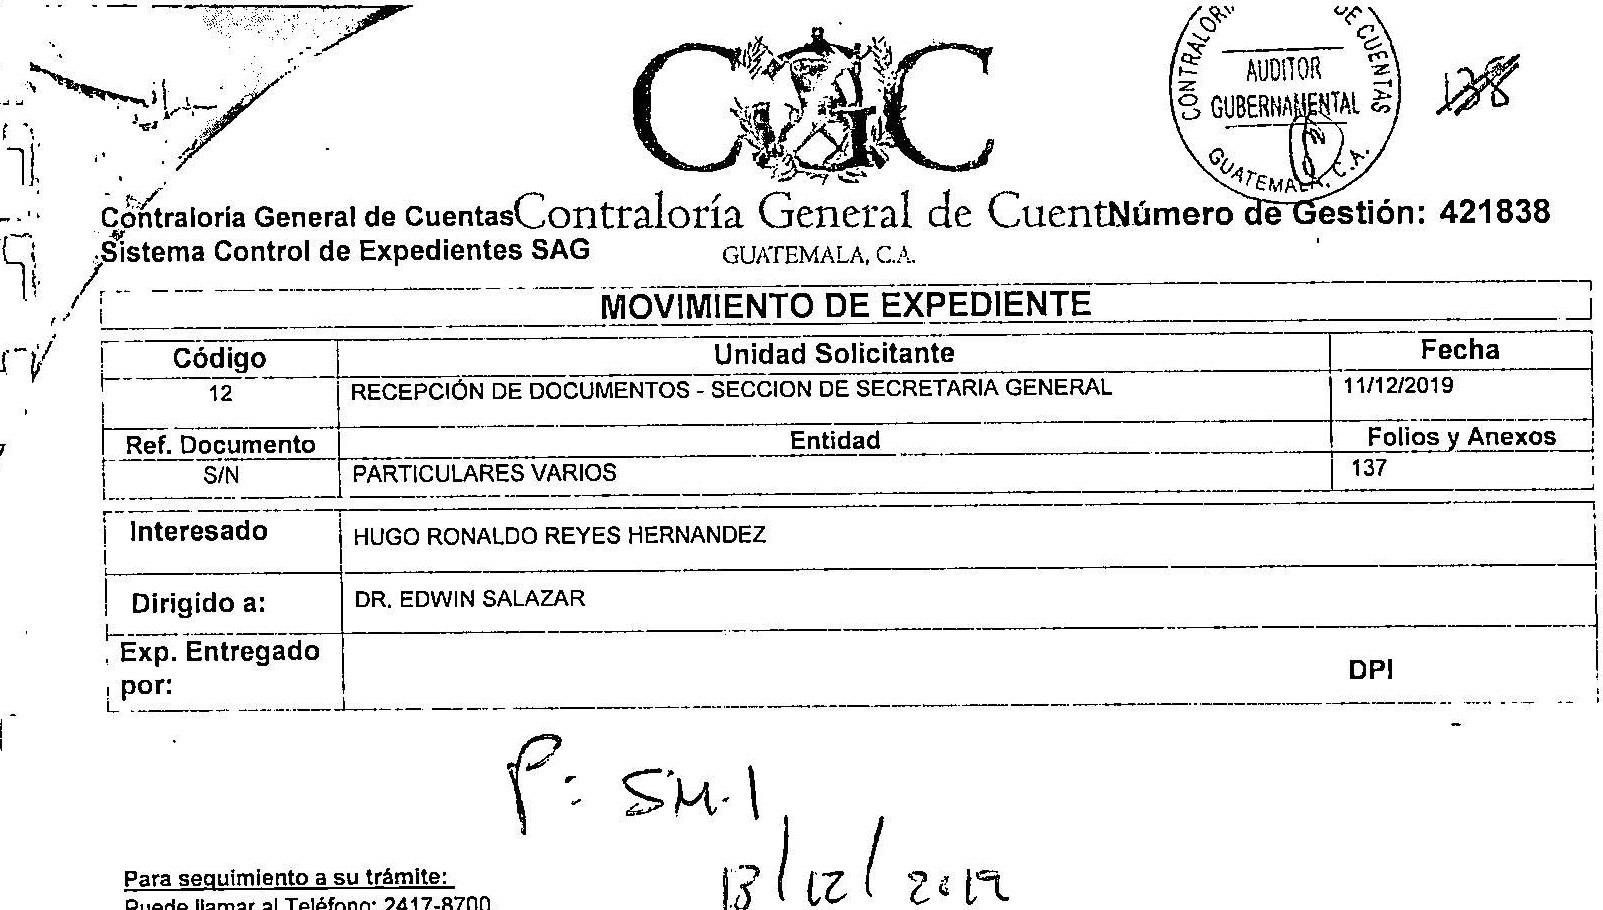 CGC
CONTRALORÍ DE CUENTAS
AUDITOR
GUBERNAMENTAL
GUATEMALA, C.A.
138
Contraloría General de Cuentas
Contraloría General de Cuent
Número de Gestión: 421838
Sistema Control de Expedientes SAG
GUATEMALA, C.A.
MOVIMIENTO DE EXPEDIENTE
Código Unidad Solicitante Fecha
12 RECEPCIÓN DE DOCUMENTOS - SECCION DE SECRETARIA GENERAL 11/12/2019
Ref. Documento Entidad Folios y Anexos
S/N PARTICULARES VARIOS 137
Interesado HUGO RONALDO REYES HERNANDEZ
Dirigido a: DR. EDWIN SALAZAR
Exp. Entregado
por: DPI
P: SM.1
13/12/2019
Para seguimiento a su trámite:
Puede llamar al Teléfono: 2417-8700